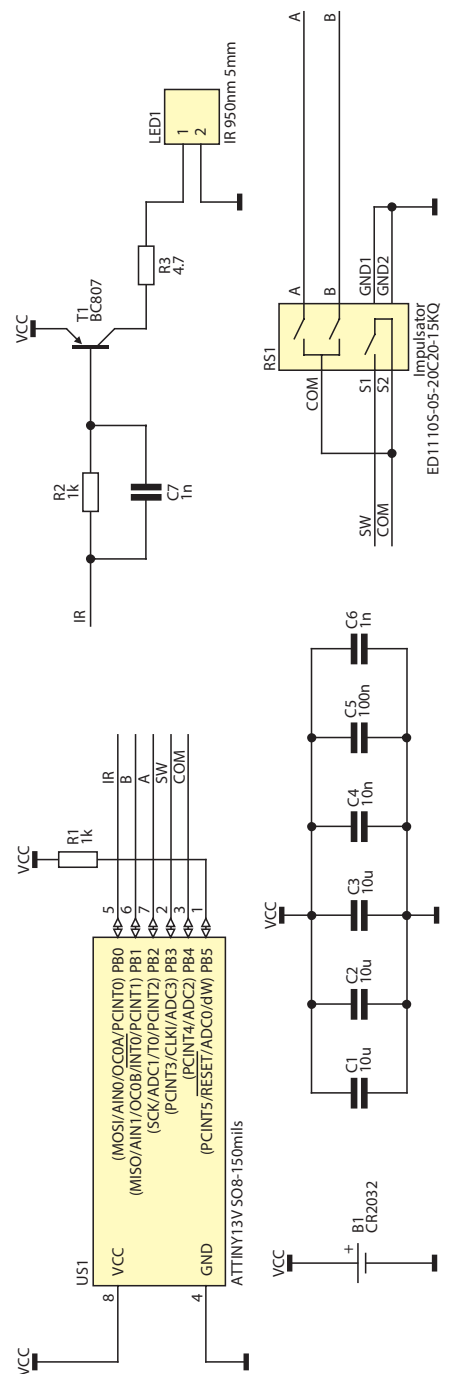 VCC
8
4
US1
VCC
GND
(MOSI/AIN0/OC0A/PCINT0) PB0
(MISO/AIN1/OC0B/INT0/PCINT1) PB1
(SCK/ADC1/T0/PCINT2) PB2
(PCINT3/CLKI/ADC3) PB3
(PCINT4/ADC2) PB4
(PCINT5/RESET/ADC0/dW) PB5
ATTINY13V SO8-150mils
5
6
7
2
3
1
VCC
R1
1k
IR
B
A
SW
COM
IR
R2
1k
C7
1n
VCC
T1
BC807
R3
4.7
LED1
1
2
IR 950nm 5mm
VCC
+
B1
CR2032
VCC
C1
10u
C2
10u
C3
10u
C4
10n
C5
100n
C6
1n
SW
COM
COM
S1
S2
RS1
A
B
GND1
GND2
Impulsator
ED1110S-05-20C20-15KQ
A
B